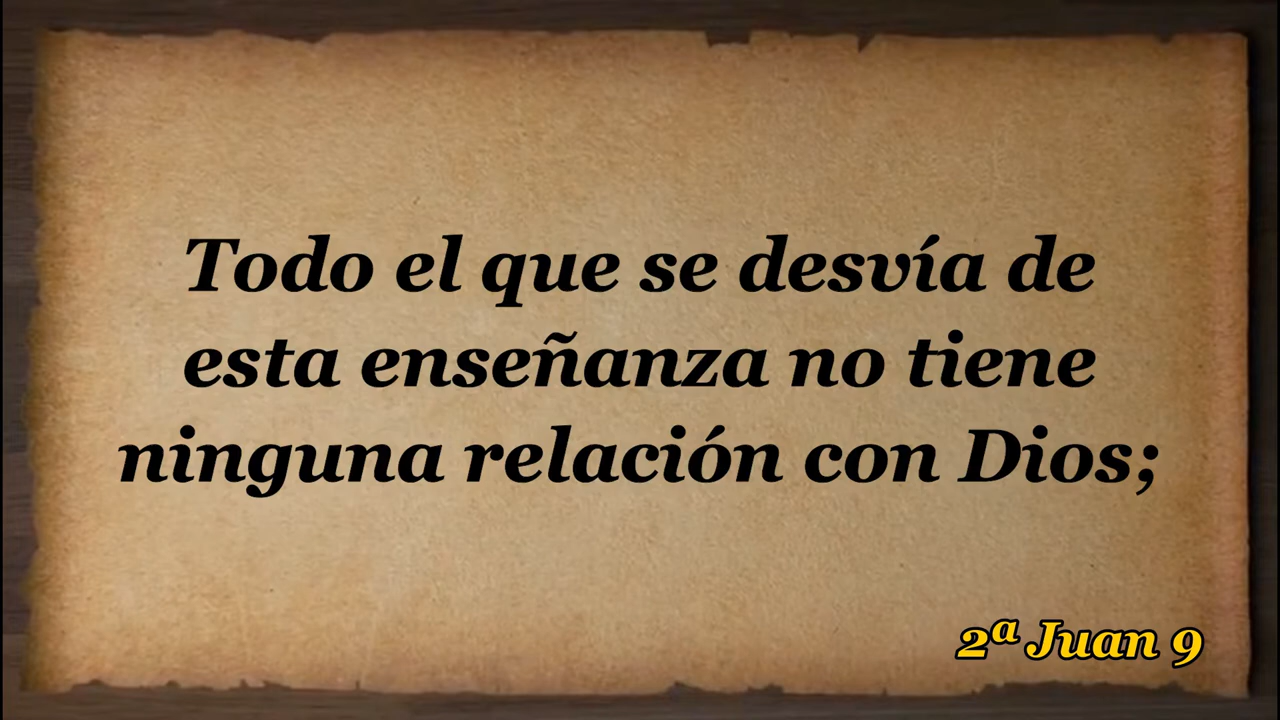 Todo el que se desvía de
esta enseñanza no tiene
ninguna relación con Dios;
2ª Juan 9